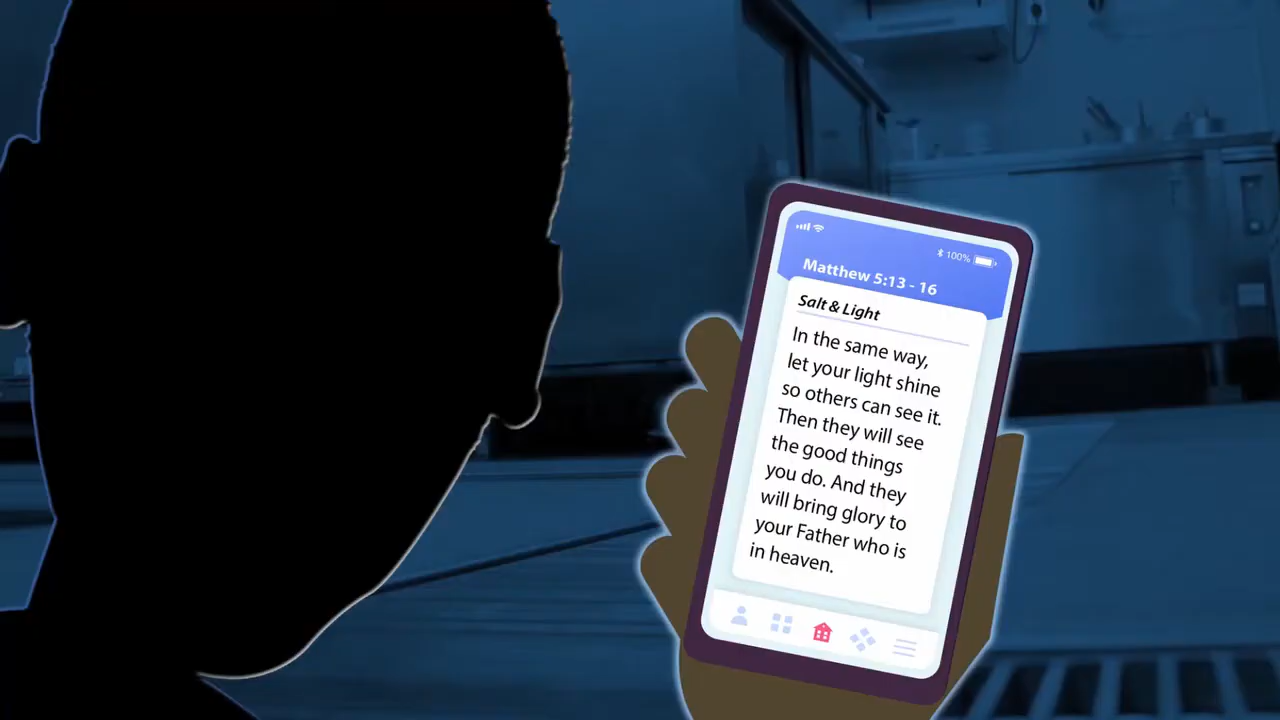 100%
Matthew 5:13 - 16
Salt & Light
In the same way,
let your light shine
so others can see it.
Then they will see
the good things
you do. And they
will bring glory to
your Father who is
in heaven.